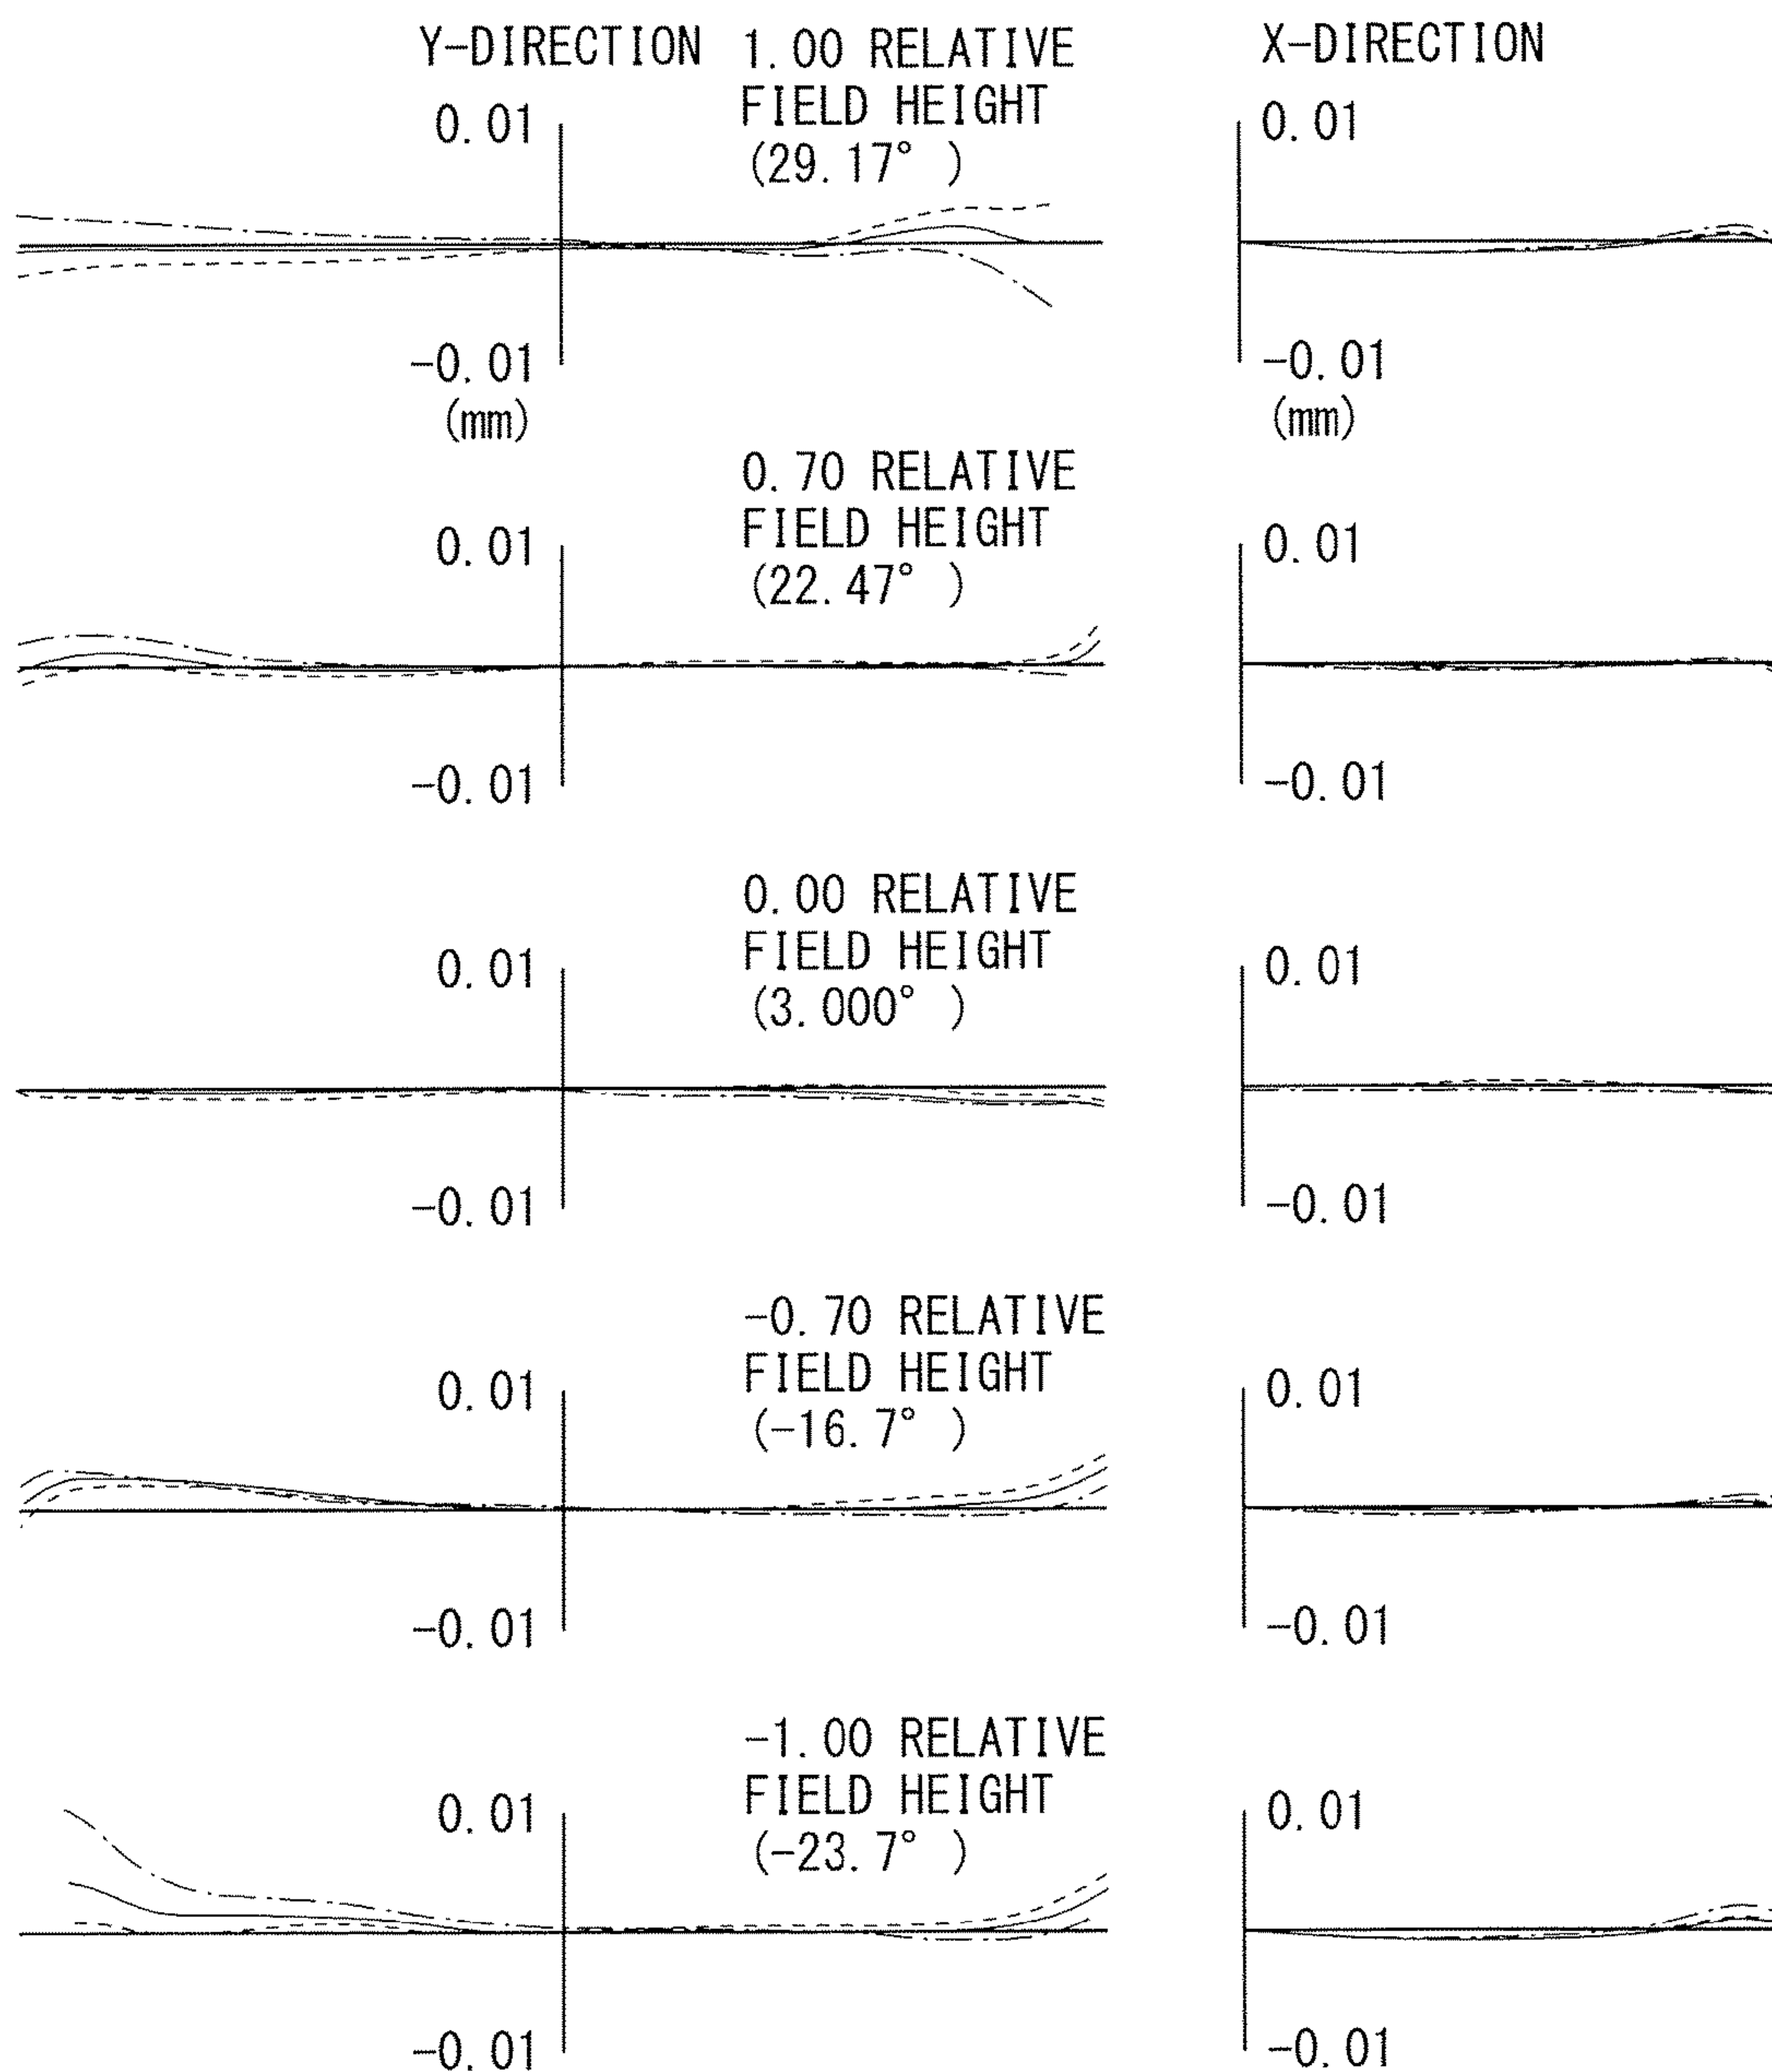 Y-DIRECTION
1.00 RELATIVE
FIELD HEIGHT
(29.17°)
X-DIRECTION
0.01
0.01
-0.01
(mm)
-0.01
(mm)
0.70 RELATIVE
FIELD HEIGHT
(22.47°)
0.01
0.01
-0.01
-0.01
0.00 RELATIVE
FIELD HEIGHT
(3.000°)
0.01
0.01
-0.01
-0.01
-0.70 RELATIVE
FIELD HEIGHT
(-16.7°)
0.01
0.01
-0.01
-0.01
-1.00 RELATIVE
FIELD HEIGHT
(-23.7°)
0.01
0.01
-0.01
-0.01